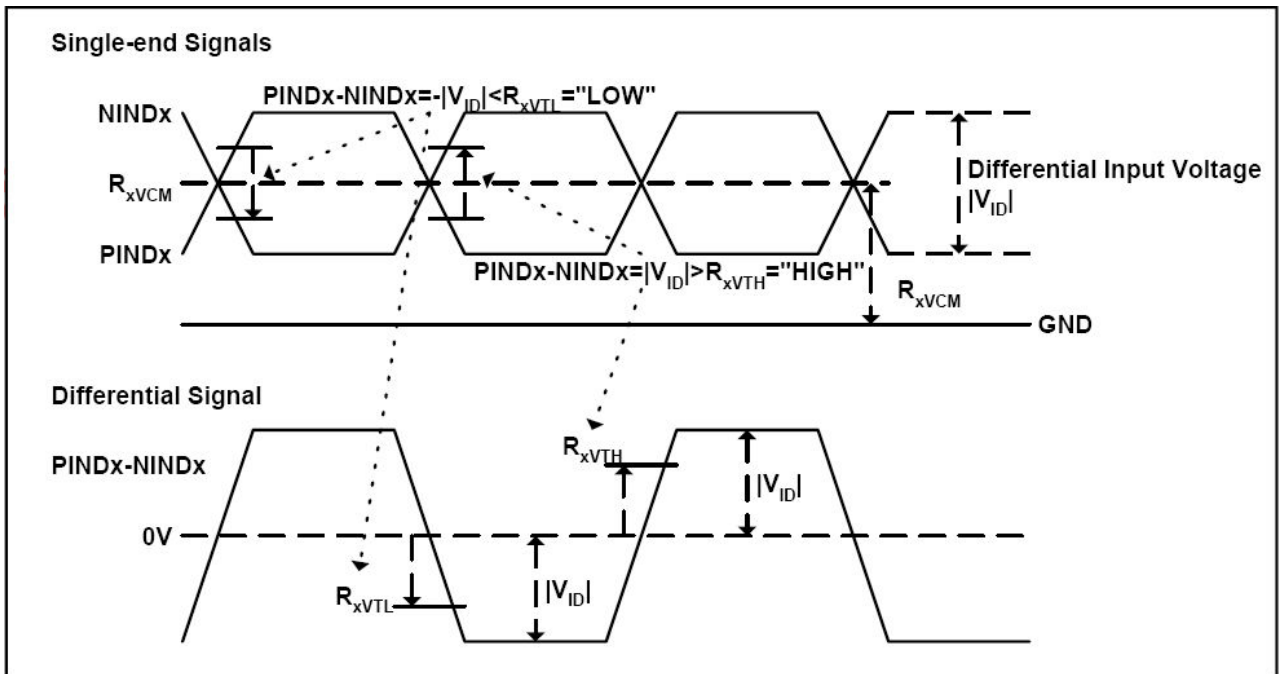 Single-end Signals
PINDx-NINDx=-|VID|<RxVTL="LOW"
NINDx
Differential Input Voltage
|VID|
RxVCM
PINDx
PINDx-NINDx=|VID|>RxVTH="HIGH"
RxVCM
GND
Differential Signal
RxVTH
PINDx-NINDx
|VID|
0V
RxVTL
|VID|